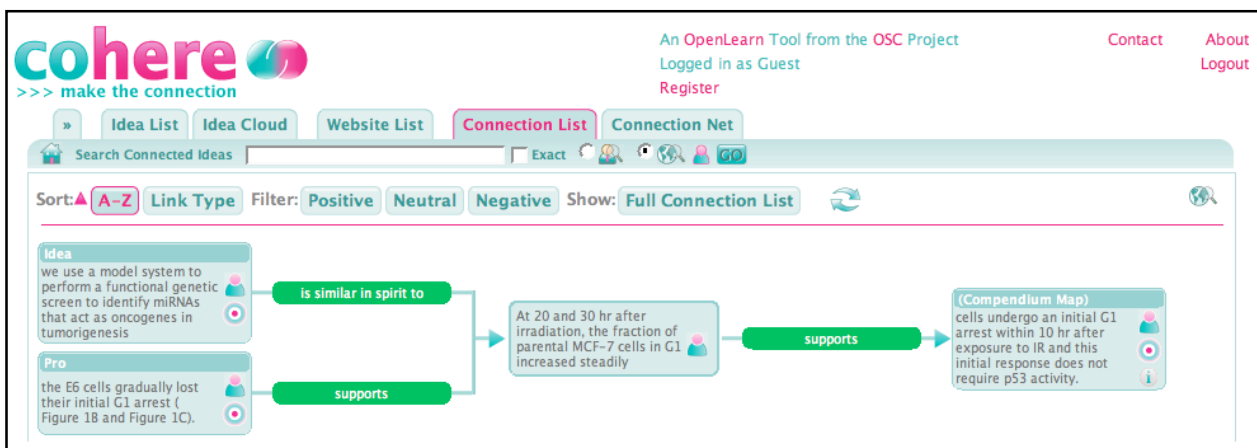 cohere
>>> make the connection
An OpenLearn Tool from the OSC Project
Logged in as Guest
Register
Contact
About
Logout
»
Idea List
Idea Cloud
Website List
Connection List
Connection Net
Search Connected Ideas
Exact
GO
Sort:
A-Z
Link Type
Filter:
Positive
Neutral
Negative
Show:
Full Connection List
Idea
we use a model system to
perform a functional genetic
screen to identify miRNAs
that act as oncogenes in
tumorigenesis
is similar in spirit to
Pro
the E6 cells gradually lost
their initial G1 arrest (
Figure 1B and Figure 1C).
supports
At 20 and 30 hr after
irradiation, the fraction of
parental MCF-7 cells in G1
increased steadily
supports
(Compendium Map)
cells undergo an initial G1
arrest within 10 hr after
exposure to IR and this
initial response does not
require p53 activity.
i